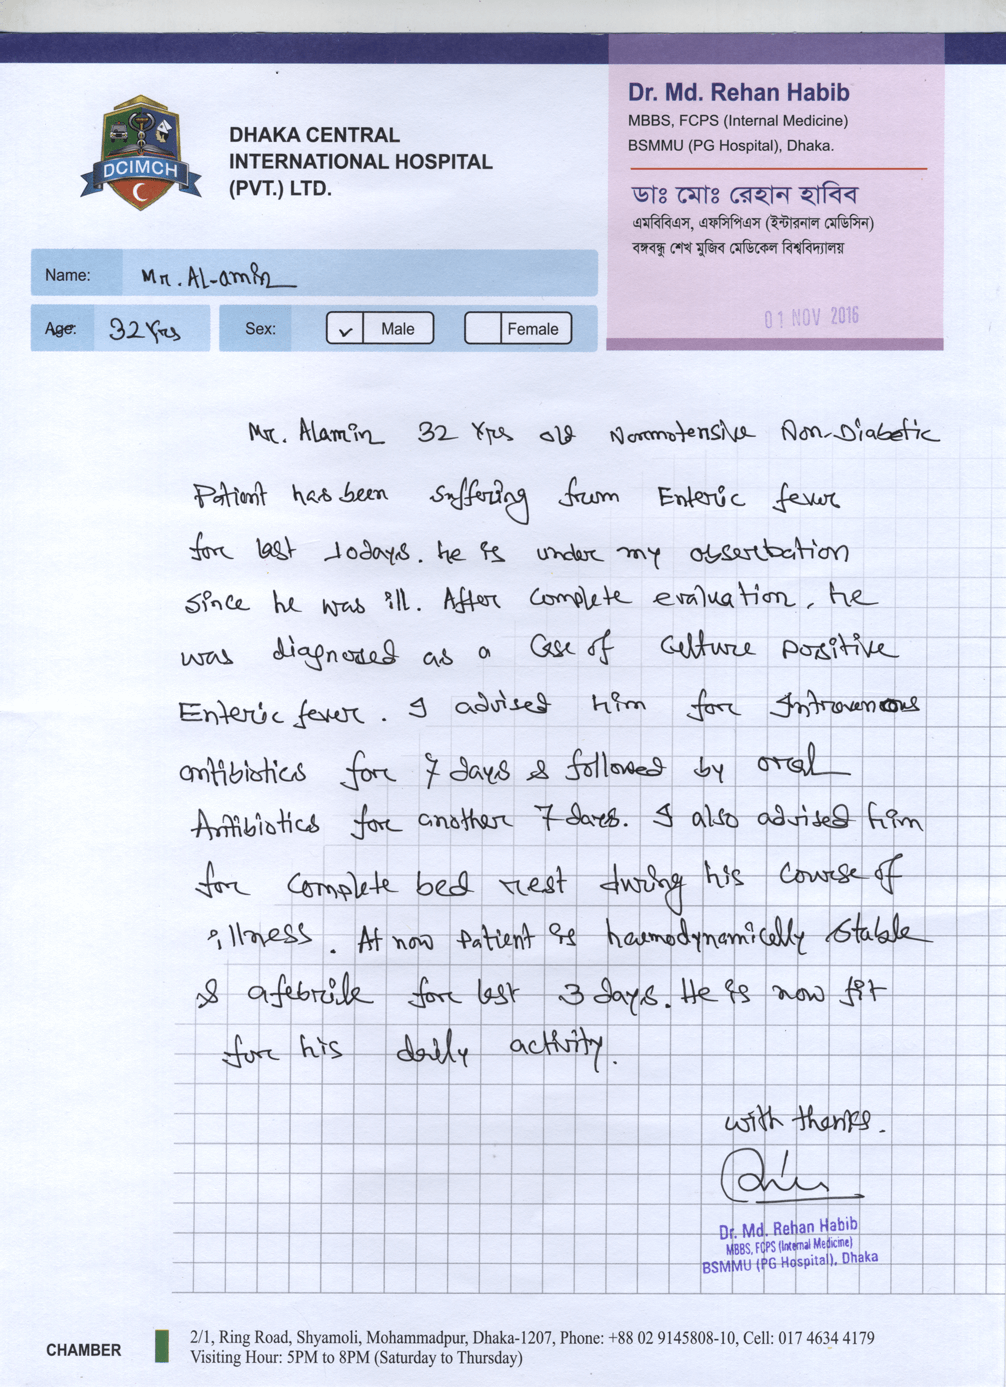 DCIMCH
DHAKA CENTRAL
INTERNATIONAL HOSPITAL
(PVT.) LTD.
Dr. Md. Rehan Habib
MBBS, FCPS (Internal Medicine)
BSMMU (PG Hospital), Dhaka.
ডাঃ মোঃ রেহান হাবিব
এমবিবিএস, এফসিপিএস (ইন্টারনাল মেডিসিন)
বঙ্গবন্ধু শেখ মুজিব মেডিকেল বিশ্ববিদ্যালয়
01 NOV 2016
Name: Mr. AL-amin
Age: 32 Yrs Sex: ✓ Male Female
Mr. Alamin 32 Yrs old Normotensive Non-Diabetic
Patient has been suffering from Enteric fever
for last 10days. he is under my obserbation
since he was ill. After complete evaluation, he
was diagnosed as a Case of Culture positive
Enteric fever. I advised him for Intravenous
antibiotics for 7 days & followed by oral
Antibiotics for another 7 days. I also advised him
for complete bed rest during his course of
illness. At now patient is haemodynamically stable
& afebrile for last 3 days. He is now fit
for his daily activity.
with thanks.
Dr. Md. Rehan Habib
MBBS, FCPS (Internal Medicine)
BSMMU (PG Hospital), Dhaka
CHAMBER
2/1, Ring Road, Shyamoli, Mohammadpur, Dhaka-1207, Phone: +88 02 9145808-10, Cell: 017 4634 4179
Visiting Hour: 5PM to 8PM (Saturday to Thursday)